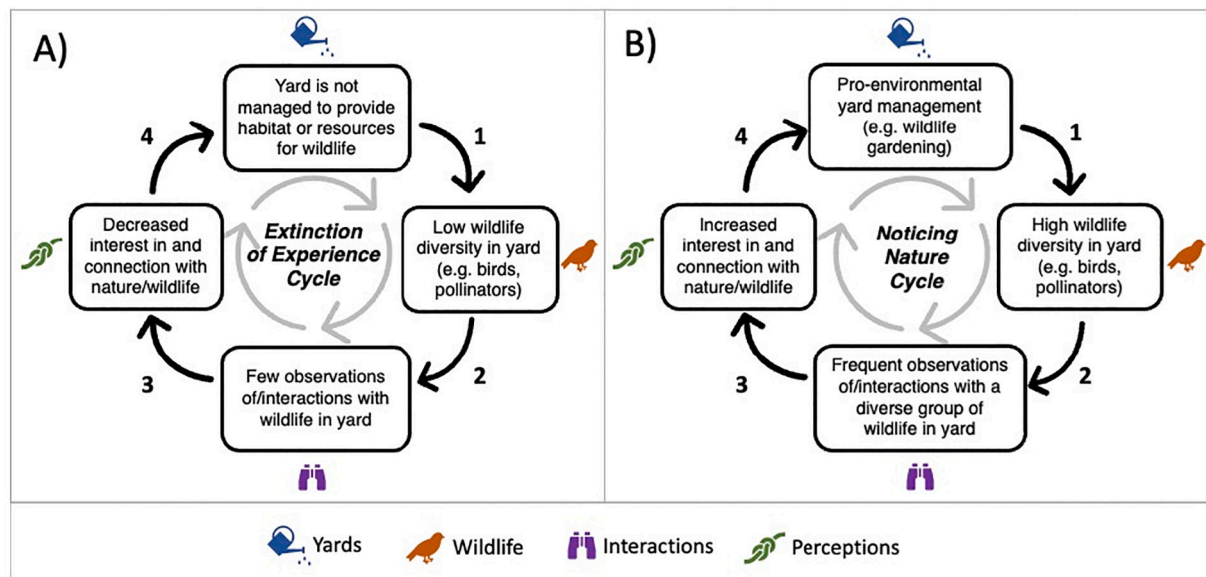 A)
Yard is not
managed to provide
habitat or resources
for wildlife
4
1
Decreased
interest in and
connection with
nature/wildlife
Extinction
of Experience
Cycle
Low wildlife
diversity in yard
(e.g. birds,
pollinators)
3
2
Few observations
of/interactions with
wildlife in yard
B)
Pro-environmental
yard management
(e.g. wildlife
gardening)
4
1
Increased
interest in and
connection with
nature/wildlife
Noticing
Nature
Cycle
High wildlife
diversity in yard
(e.g. birds,
pollinators)
3
2
Frequent observations
of/interactions with a
diverse group of
wildlife in yard
Yards
Wildlife
Interactions
Perceptions